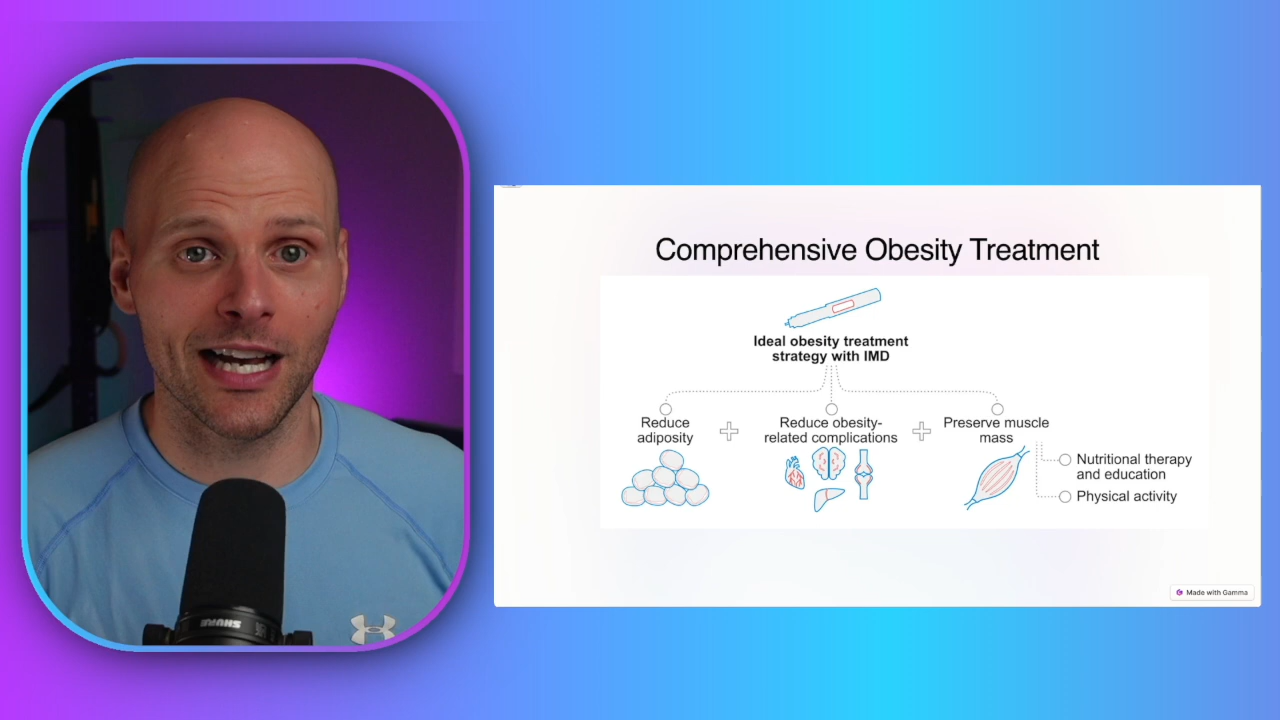 Comprehensive Obesity Treatment
Ideal obesity treatment
strategy with IMD
Reduce
adiposity
Reduce obesity-
related complications
Preserve muscle
mass
Nutritional therapy
and education
Physical activity
Made with Gamma
SHURE